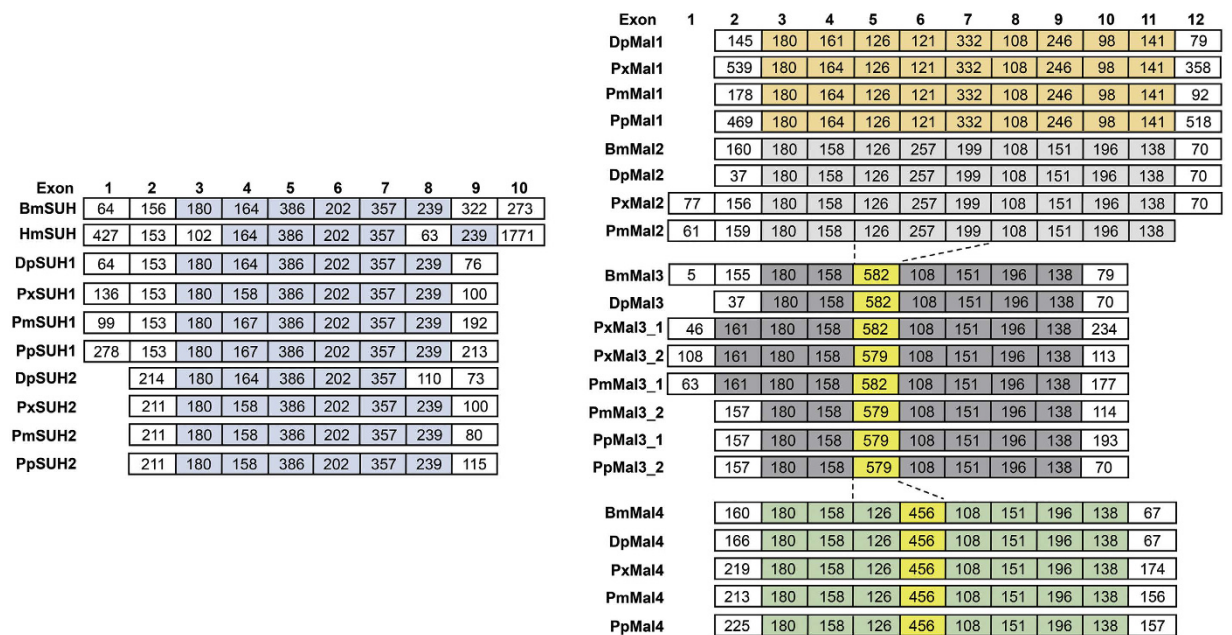 Exon 1 2 3 4 5 6 7 8 9 10
BmSUH 64 156 180 164 386 202 357 239 322 273
HmSUH 427 153 102 164 386 202 357 63 239 1771
DpSUH1 64 153 180 164 386 202 357 239 76
PxSUH1 136 153 180 164 386 202 357 239 100
PmSUH1 99 153 180 167 386 202 357 239 192
PpSUH1 278 153 180 167 386 202 357 239 213
DpSUH2 214 180 164 386 202 357 110 73
PxSUH2 211 180 158 386 202 357 239 100
PmSUH2 211 180 158 386 202 357 239 80
PpSUH2 211 180 158 386 202 357 239 115
Exon 1 2 3 4 5 6 7 8 9 10 11 12
DpMal1 145 180 161 126 121 332 108 246 98 141 79
PxMal1 539 180 164 126 121 332 108 246 98 141 358
PmMal1 178 180 164 126 121 332 108 246 98 141 92
PpMal1 469 180 164 126 121 332 108 246 98 141 518
BmMal2 160 180 158 126 257 199 108 151 196 138 70
DpMal2 37 180 158 126 257 199 108 151 196 138 70
PxMal2 77 156 180 158 126 257 199 108 151 196 138 70
PmMal2 61 159 180 158 126 257 199 108 151 196 138
BmMal3 5 155 180 158 582 108 151 196 138 79
DpMal3 37 180 158 582 108 151 196 138 70
PxMal3_1 46 161 180 158 582 108 151 196 138 234
PxMal3_2 108 161 180 158 579 108 151 196 138 113
PmMal3_1 63 161 180 158 582 108 151 196 138 177
PmMal3_2 157 180 158 579 108 151 196 138 114
PpMal3_1 157 180 158 579 108 151 196 138 193
PpMal3_2 157 180 158 579 108 151 196 138 70
BmMal4 160 180 158 126 456 108 151 196 138 67
DpMal4 166 180 158 126 456 108 151 196 138 67
PxMal4 219 180 158 126 456 108 151 196 138 174
PmMal4 213 180 158 126 456 108 151 196 138 156
PpMal4 225 180 158 126 456 108 151 196 138 157